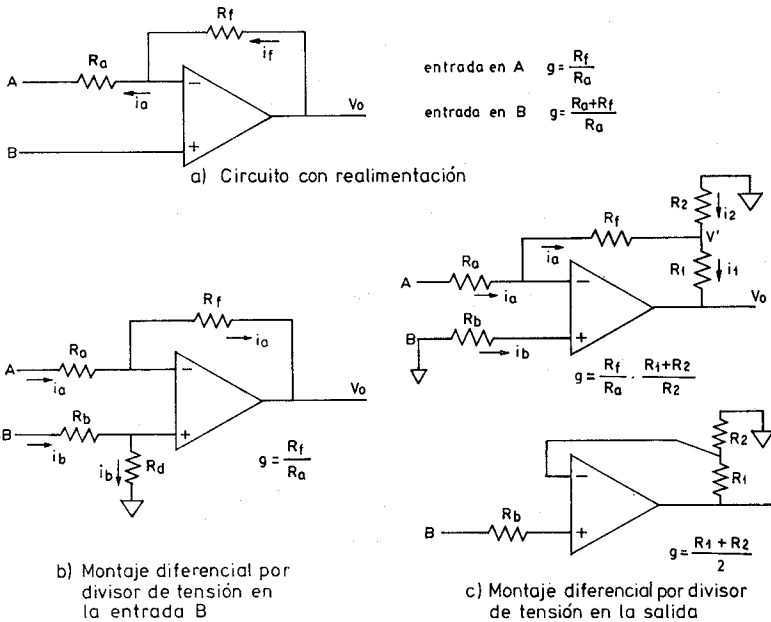 Rf
Ra
if
A
ia
−
Vo
B
+
entrada en A g= Rf/Ra
entrada en B g= Ra+Rf/Ra
a) Circuito con realimentación
R2
i2
Rf
V'
ia
Ra
R1
i1
A
ia
−
Vo
Rb
B
ib
+
g= Rf/Ra . R1+R2/R2
Rf
ia
Ra
A
ia
−
Vo
Rb
B
ib
+
ib
Rd
g= Rf/Ra
b) Montaje diferencial por
divisor de tensión en
la entrada B
R2
R1
−
Rb
B
+
g= R1 + R2/2
c) Montaje diferencial por divisor
de tensión en la salida